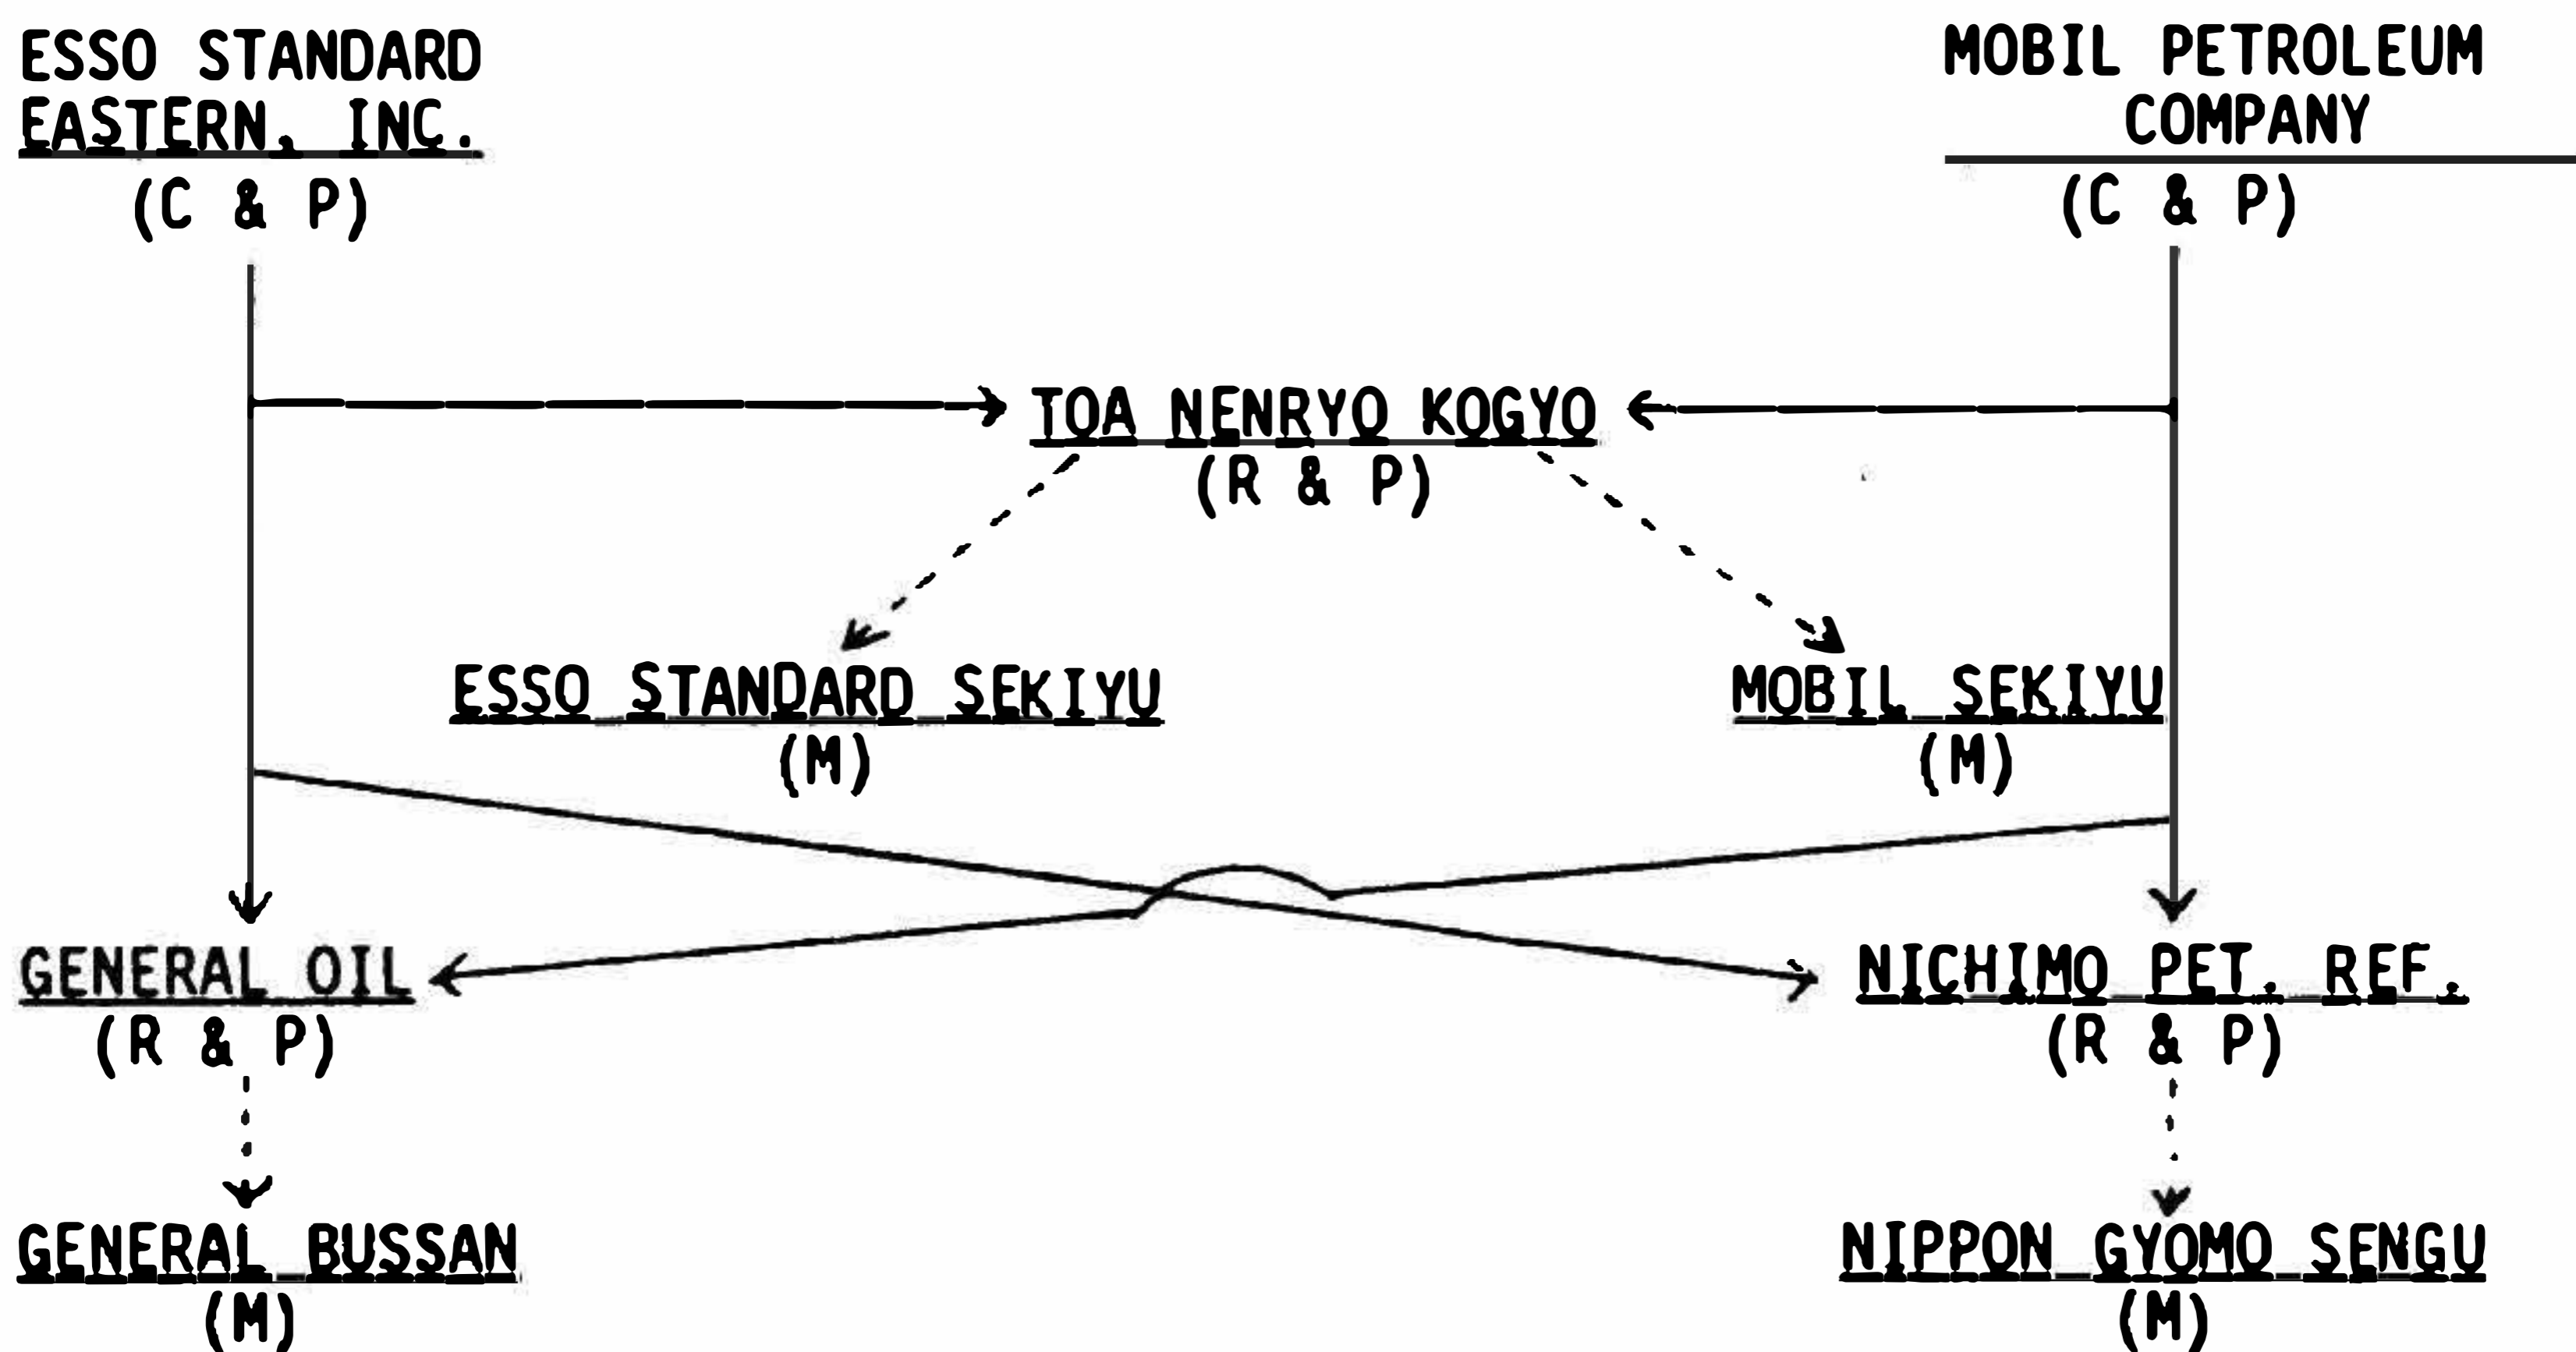 ESSO STANDARD
EASTERN, INC.
(C & P)
MOBIL PETROLEUM
COMPANY
(C & P)
TOA NENRYO KOGYO
(R & P)
ESSO STANDARD SEKIYU
(M)
MOBIL SEKIYU
(M)
GENERAL OIL
(R & P)
NICHIMO PET. REF.
(R & P)
GENERAL BUSSAN
(M)
NIPPON GYOMO SENGU
(M)